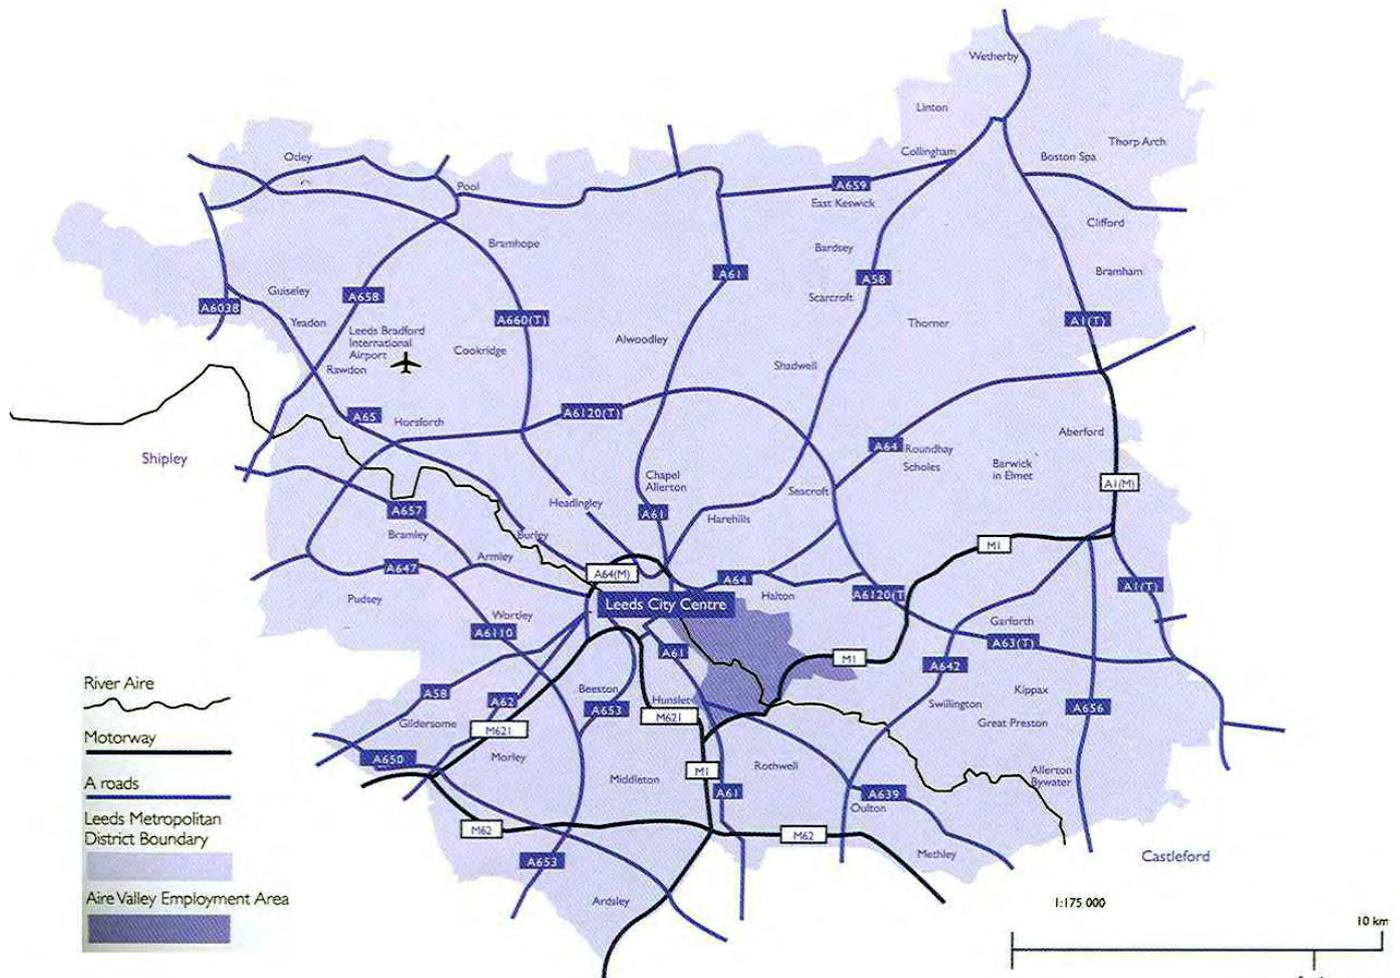 Wetherby
Linton
Thorp Arch
Collingham
Boston Spa
Otley
Pool
A659
East Keswick
Clifford
Bramhope
Bardsey
Bramham
A61
A58
Guiseley
A658
Scarcroft
A6038
A660(T)
A1(T)
Yeadon
Thorner
Leeds Bradford
International
Airport
Alwoodley
Cookridge
Rawdon
Shadwell
A65
A6120(T)
Horsforth
Aberford
A64
Roundhay
Scholes
Shipley
Barwick
in Elmet
Chapel
Allerton
A1(M)
Seacroft
Headingley
A657
A61
Harehills
Bramley
Burley
M1
Armley
A647
A64(M)
A64
A1(T)
Halton
A6120(T
Pudsey
Leeds City Centre
Wortley
Garforth
A6110
A63(T)
A61
M1
A642
River Aire
A58
Beeston
Kippax
A62
Hunslet
Swillington
A653
M621
A656
Gildersome
Great Preston
M621
Motorway
A650
Morley
Rothwell
M1
Middleton
Allerton
Bywater
A roads
A61
A639
Oulton
Leeds Metropolitan
District Boundary
M62
M62
Methley
A653
Castleford
Aire Valley Employment Area
Ardsley
1:175 000
10 km